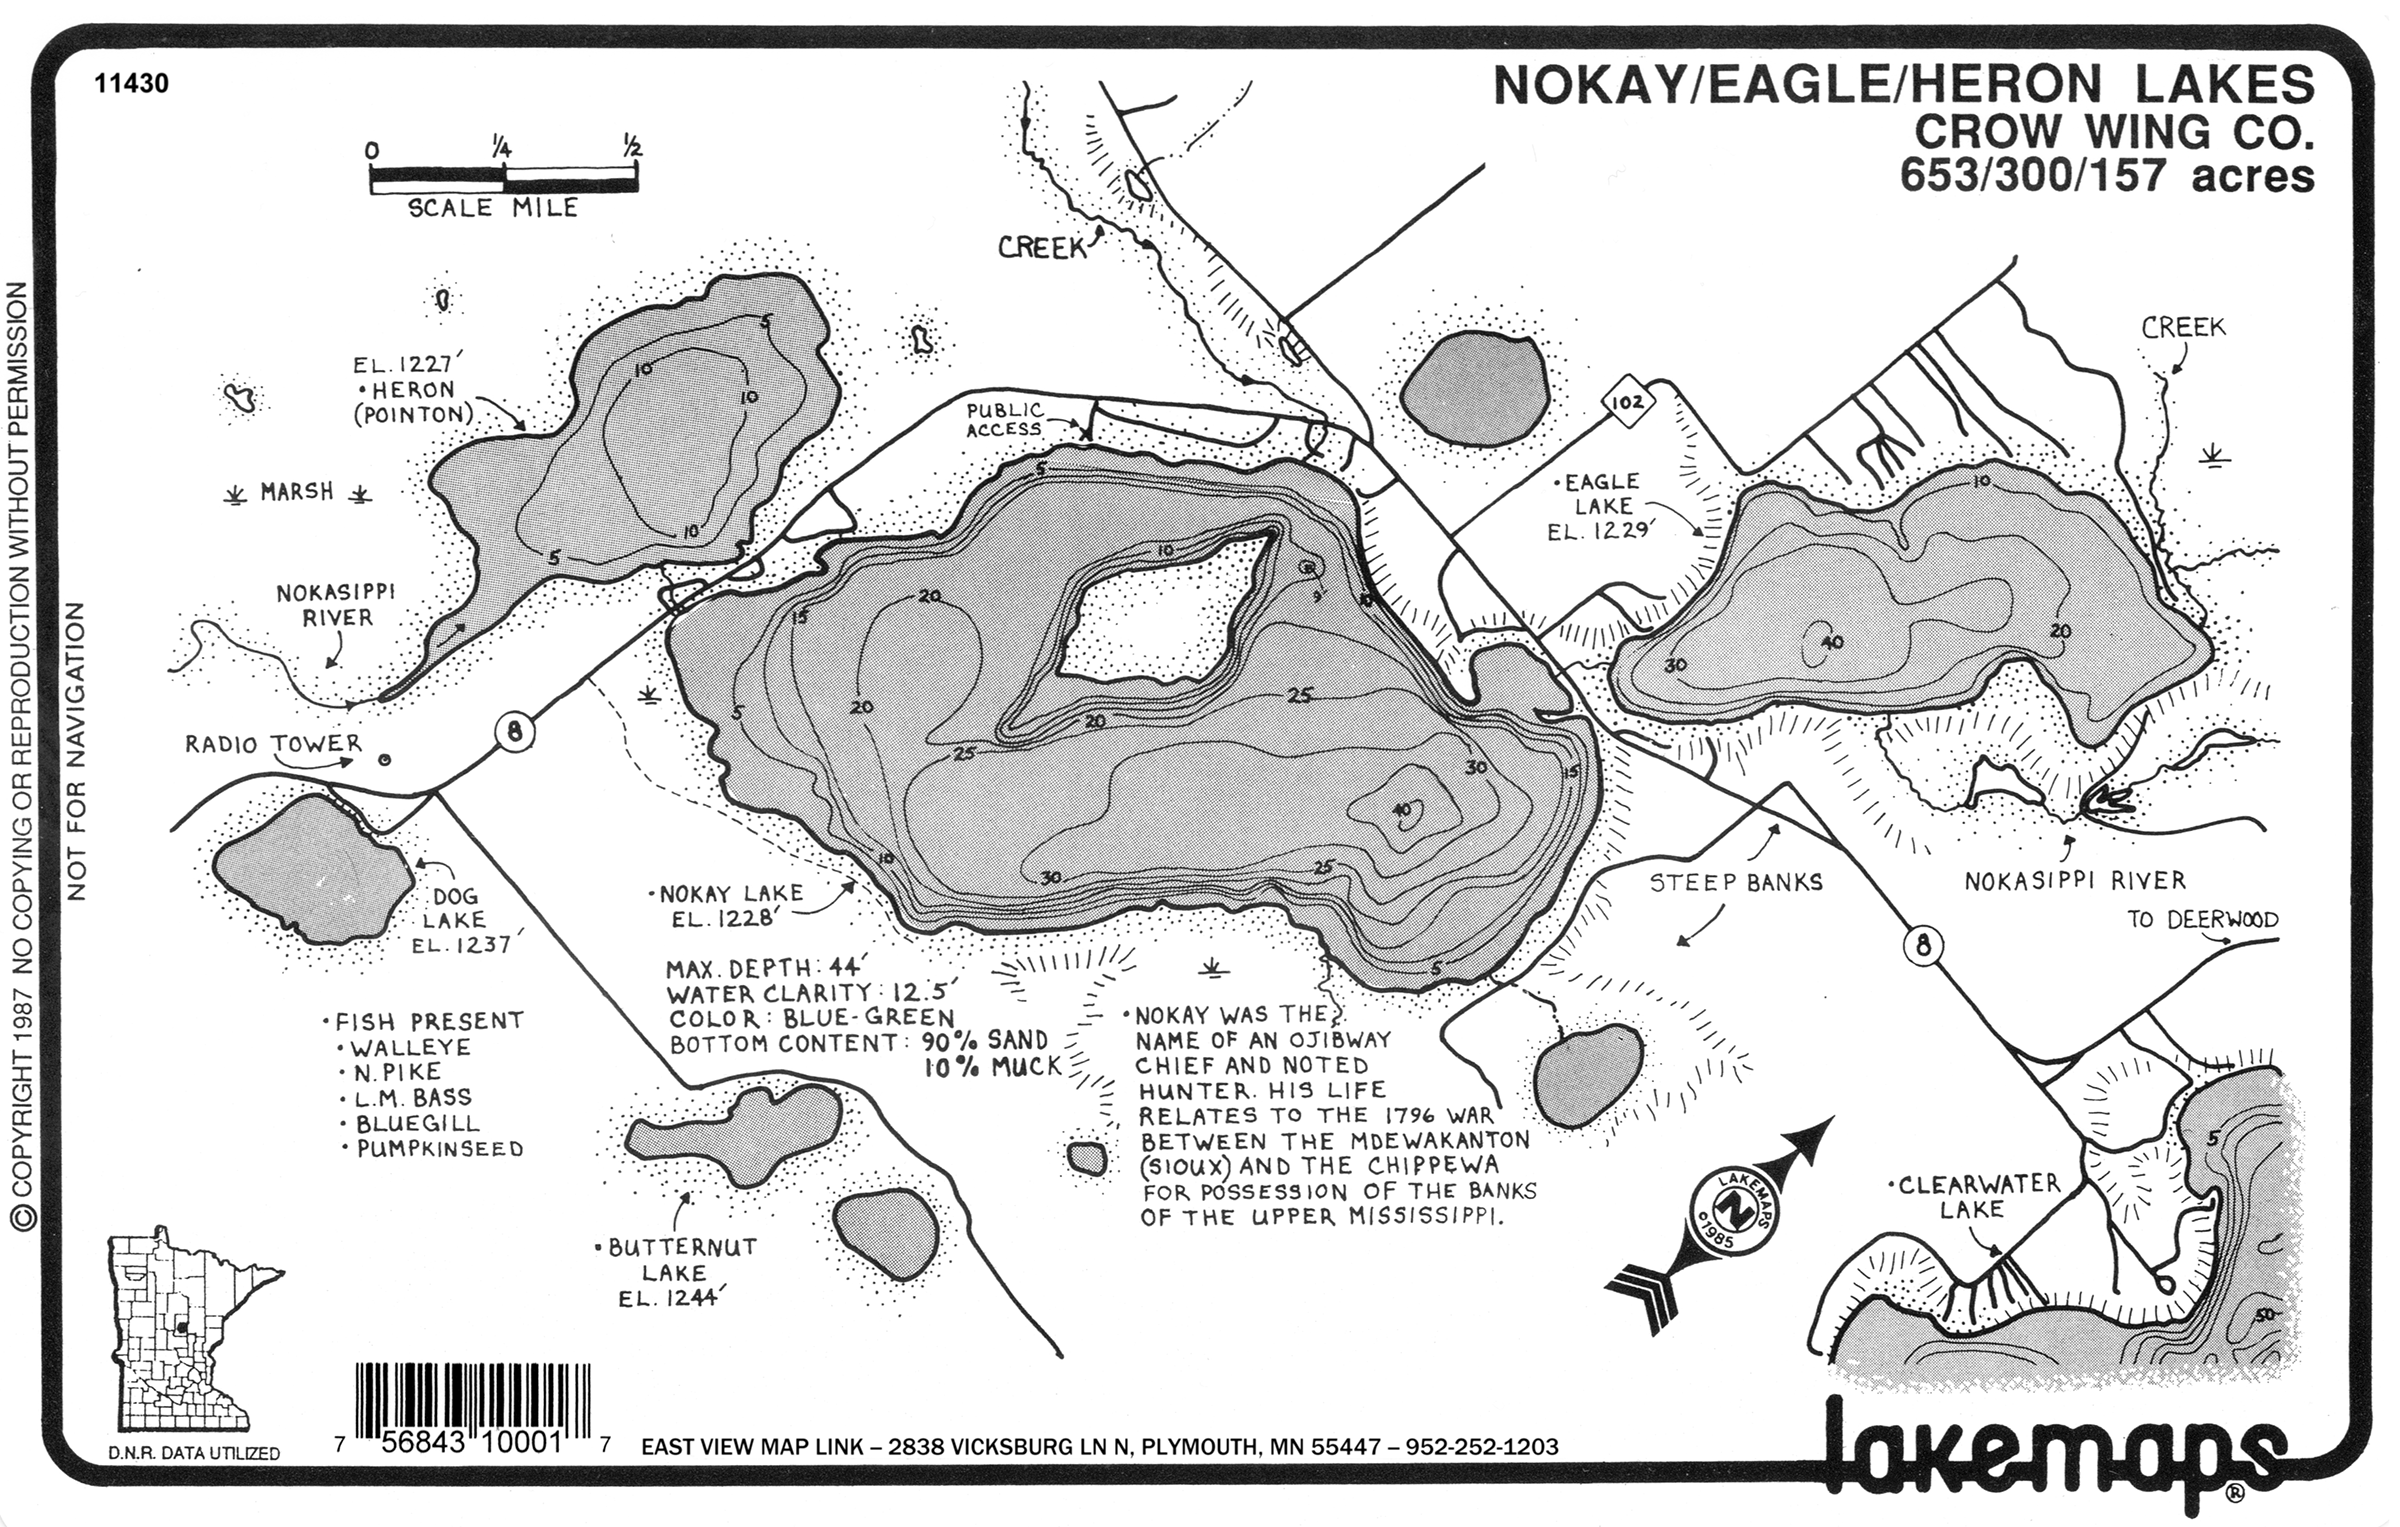 11430
NOKAY/EAGLE/HERON LAKES
CROW WING CO.
653/300/157 acres
0 1/4 1/2
SCALE MILE
© COPYRIGHT 1987 NO COPYING OR REPRODUCTION WITHOUT PERMISSION
NOT FOR NAVIGATION
CREEK
CREEK
EL. 1227'
• HERON
(POINTON)
5
10
10
10
5
MARSH
PUBLIC
ACCESS
102
• EAGLE
LAKE
EL. 1229'
10
20
30
40
NOKASIPPI
RIVER
RADIO TOWER
8
5
10
8
9'
10
15
20
20
5
25
20
25
30
15
40
10
30
25
5
DOG
LAKE
EL. 1237'
• NOKAY LAKE
EL. 1228'
MAX. DEPTH: 44'
WATER CLARITY: 12.5'
COLOR: BLUE-GREEN
BOTTOM CONTENT: 90% SAND
10% MUCK
STEEP BANKS
NOKASIPPI RIVER
TO DEERWOOD
8
• FISH PRESENT
• WALLEYE
• N. PIKE
• L.M. BASS
• BLUEGILL
• PUMPKINSEED
• NOKAY WAS THE
NAME OF AN OJIBWAY
CHIEF AND NOTED
HUNTER. HIS LIFE
RELATES TO THE 1796 WAR
BETWEEN THE MDEWAKANTON
(SIOUX) AND THE CHIPPEWA
FOR POSSESSION OF THE BANKS
OF THE UPPER MISSISSIPPI.
• BUTTERNUT
LAKE
EL. 1244'
LAKEMAPS
N
©1985
• CLEARWATER
LAKE
5
50
D.N.R. DATA UTILIZED
7 56843 10001 7
EAST VIEW MAP LINK – 2838 VICKSBURG LN N, PLYMOUTH, MN 55447 – 952-252-1203
lakemaps®